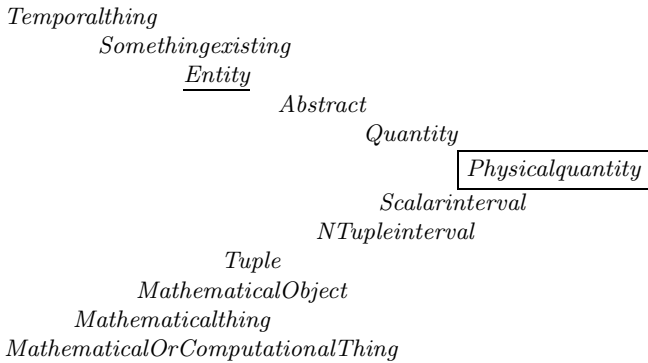 Temporalthing
Somethingexisting
Entity
Abstract
Quantity
Physicalquantity
Scalarinterval
NTupleinterval
Tuple
MathematicalObject
Mathematicalthing
MathematicalOrComputationalThing